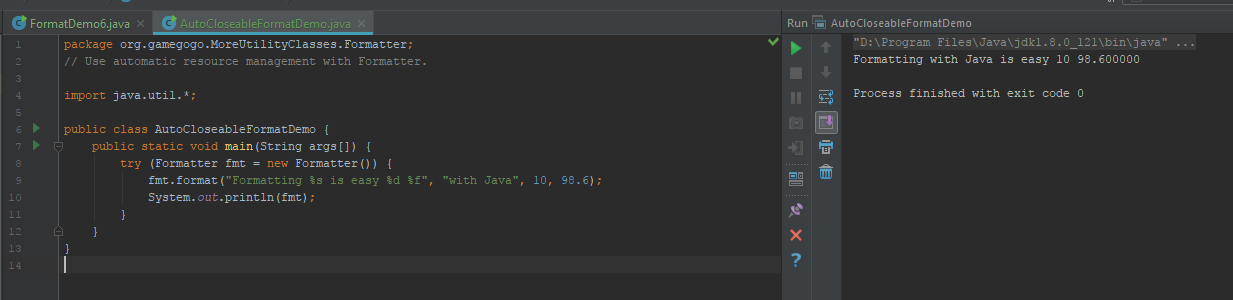 FormatDemo6.java × AutoCloseableFormatDemo.java ×
1 package org.gamegogo.MoreUtilityClasses.Formatter;
2 // Use automatic resource management with Formatter.
3
4 import java.util.*;
5
6 public class AutoCloseableFormatDemo {
7 public static void main(String args[]) {
8 try (Formatter fmt = new Formatter()) {
9 fmt.format("Formatting %s is easy %d %f", "with Java", 10, 98.6);
10 System.out.println(fmt);
11 }
12 }
13 }
14
Run AutoCloseableFormatDemo
"D:\Program Files\Java\jdk1.8.0_121\bin\java" ...
Formatting with Java is easy 10 98.600000
Process finished with exit code 0